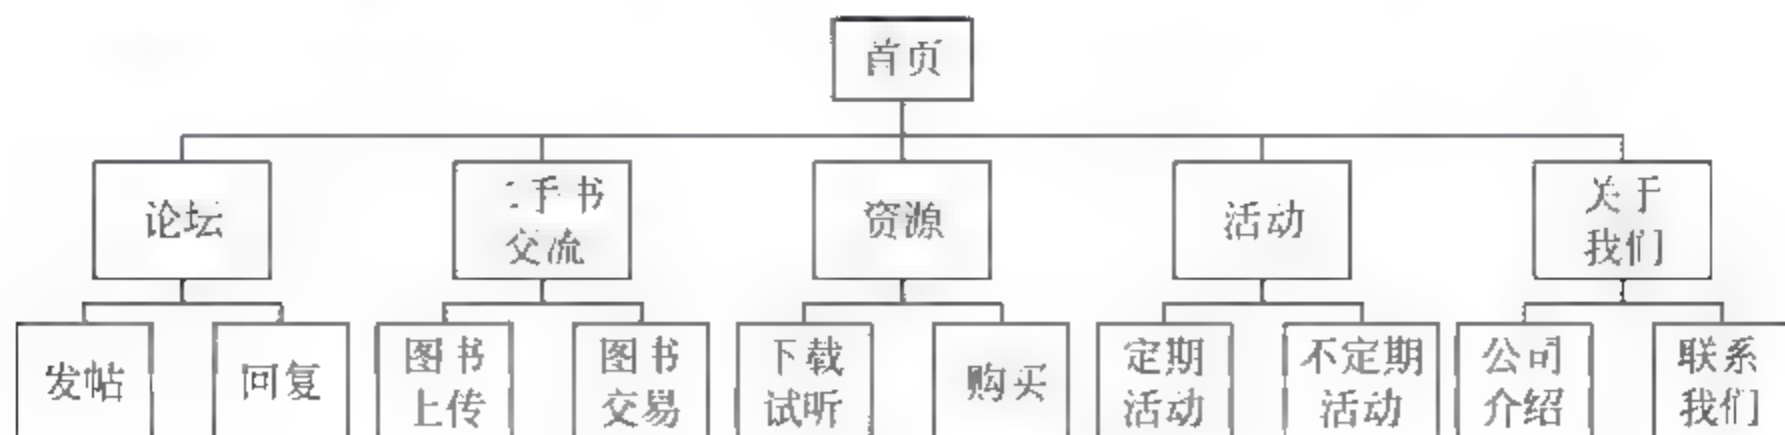 首页
论坛
二手书
交流
资源
活动
关于
我们
发帖
回复
图书
上传
图书
交易
下载
试听
购买
定期
活动
不定期
活动
公司
介绍
联系
我们